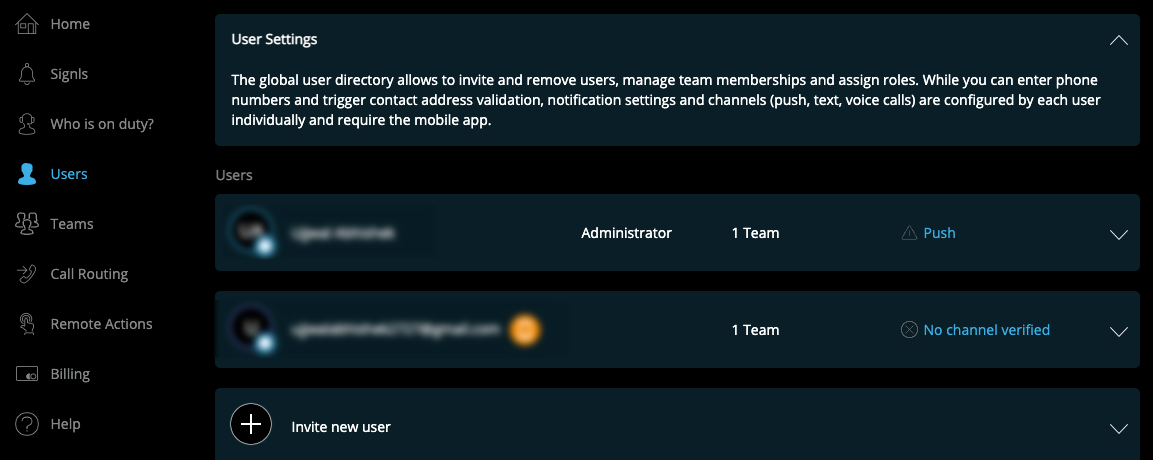 Home
Signls
Who is on duty?
Users
Teams
Call Routing
Remote Actions
Billing
Help
User Settings
The global user directory allows to invite and remove users, manage team memberships and assign roles. While you can enter phone
numbers and trigger contact address validation, notification settings and channels (push, text, voice calls) are configured by each user
individually and require the mobile app.
Users
Administrator 1 Team Push
1 Team No channel verified
Invite new user